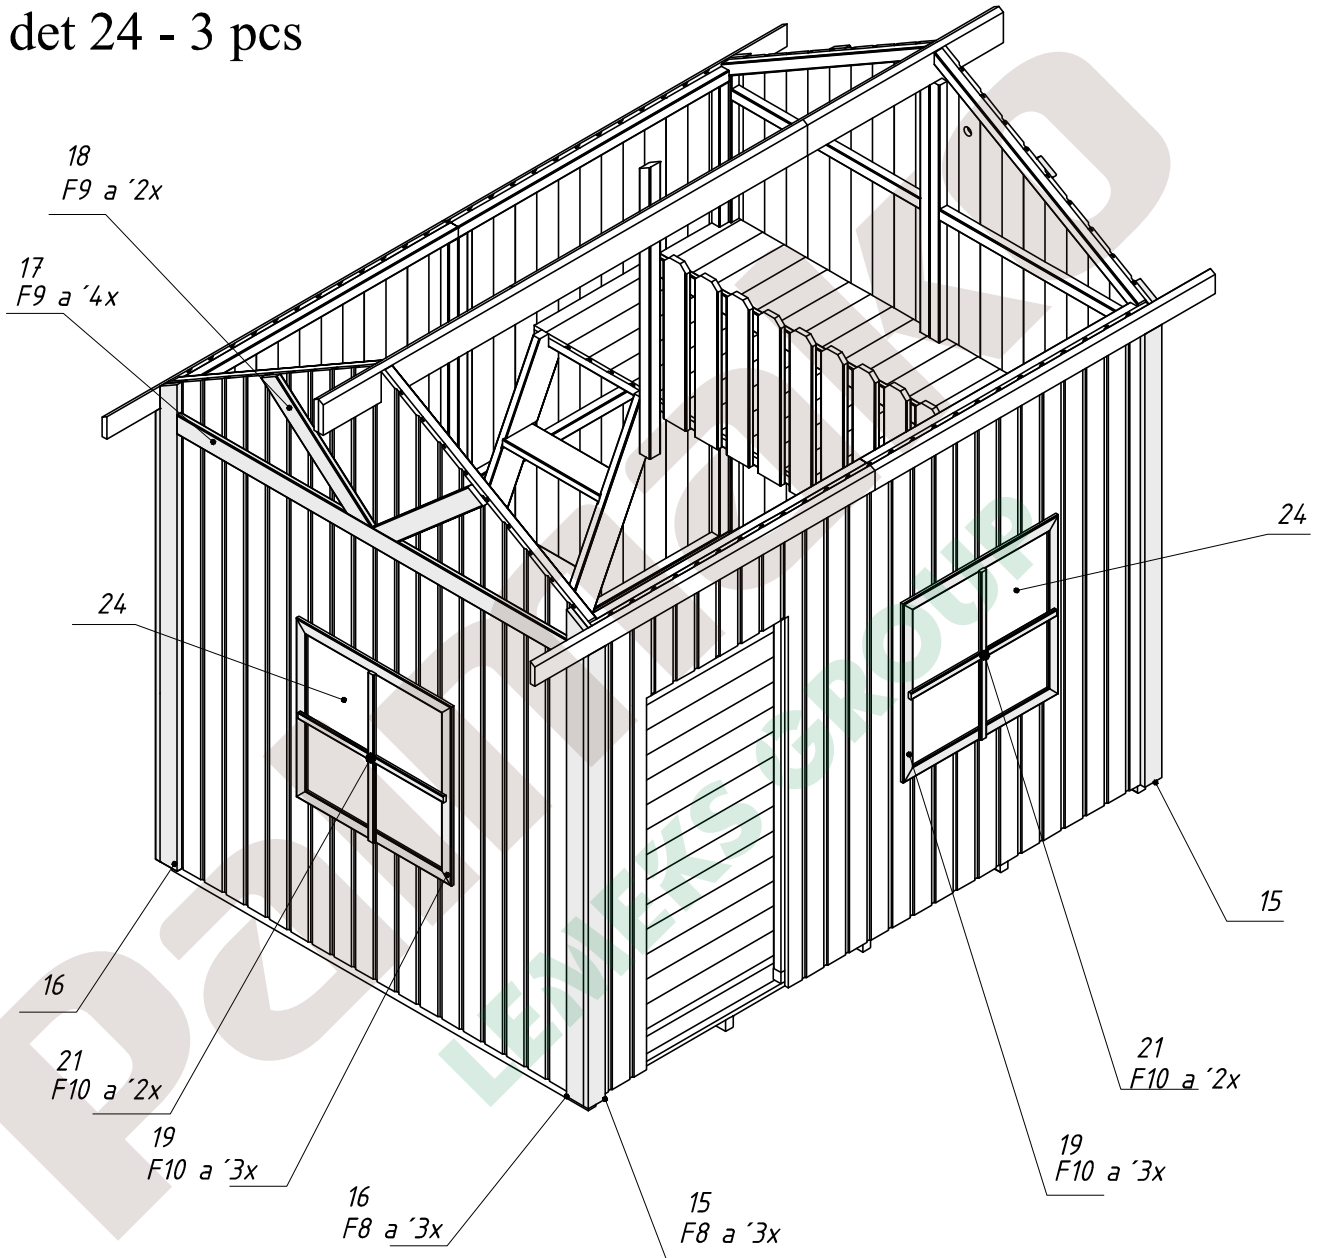 det 24 - 3 pcs
18
F9 a ´2x
17
F9 a ´4x
24
24
16
15
21
F10 a ´2x
19
F10 a ´3x
16
F8 a ´3x
15
F8 a ´3x
21
F10 a ´2x
19
F10 a ´3x
palmako
LEMEKS GROUP